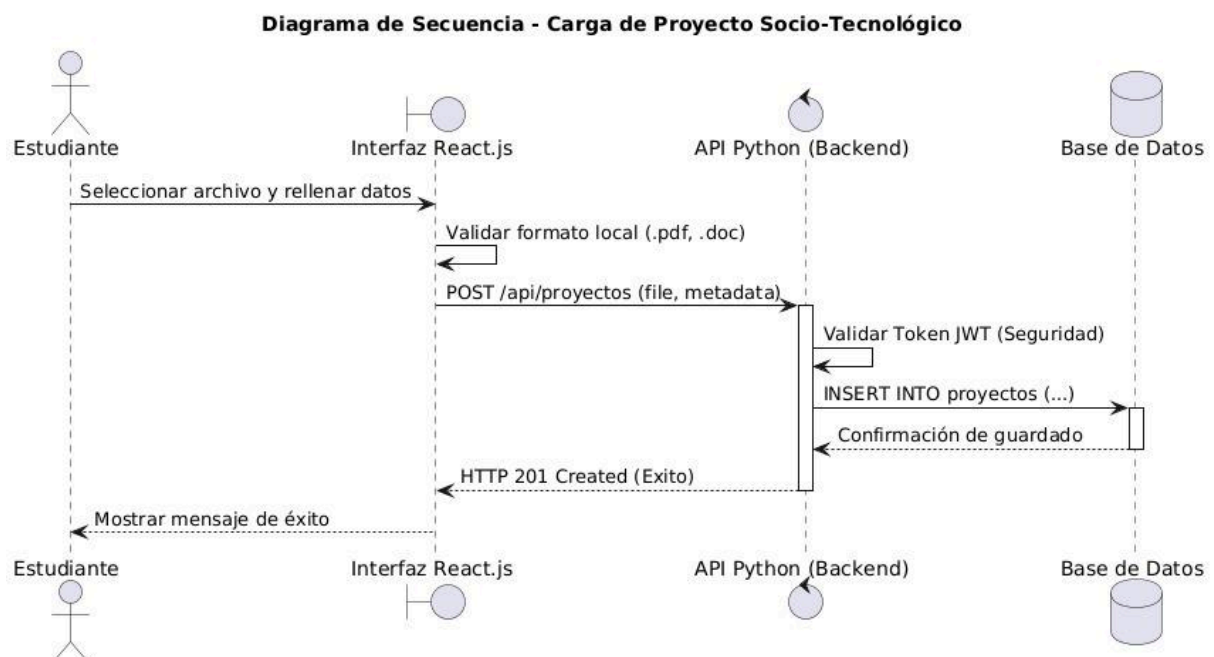 Diagrama de Secuencia - Carga de Proyecto Socio-Tecnológico
Estudiante
Interfaz React.js
API Python (Backend)
Base de Datos
Seleccionar archivo y rellenar datos
Validar formato local (.pdf, .doc)
POST /api/proyectos (file, metadata)
Validar Token JWT (Seguridad)
INSERT INTO proyectos (...)
Confirmación de guardado
HTTP 201 Created (Exito)
Mostrar mensaje de éxito
Estudiante
Interfaz React.js
API Python (Backend)
Base de Datos